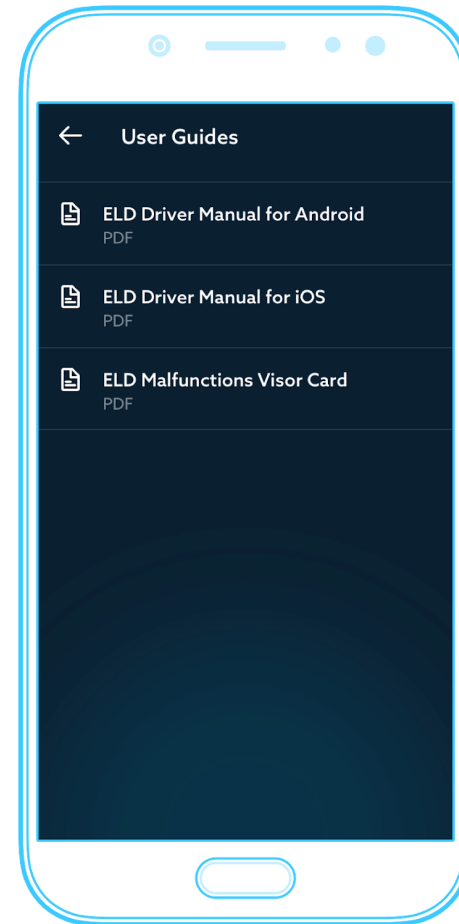 User Guides
ELD Driver Manual for Android
PDF
ELD Driver Manual for iOS
PDF
ELD Malfunctions Visor Card
PDF